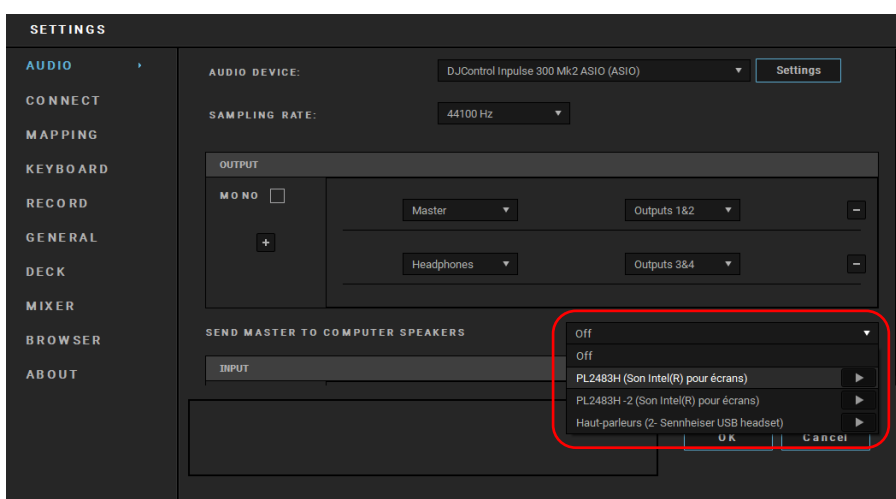 SETTINGS
AUDIO
CONNECT
MAPPING
KEYBOARD
RECORD
GENERAL
DECK
MIXER
BROWSER
ABOUT
AUDIO DEVICE: DJControl Inpulse 300 Mk2 ASIO (ASIO) Settings
SAMPLING RATE: 44100 Hz
OUTPUT
MONO
+
Master Outputs 1&2 −
Headphones Outputs 3&4 −
SEND MASTER TO COMPUTER SPEAKERS Off
Off
PL2483H (Son Intel(R) pour écrans)
PL2483H -2 (Son Intel(R) pour écrans)
Haut-parleurs (2- Sennheiser USB headset)
INPUT
OK Cancel